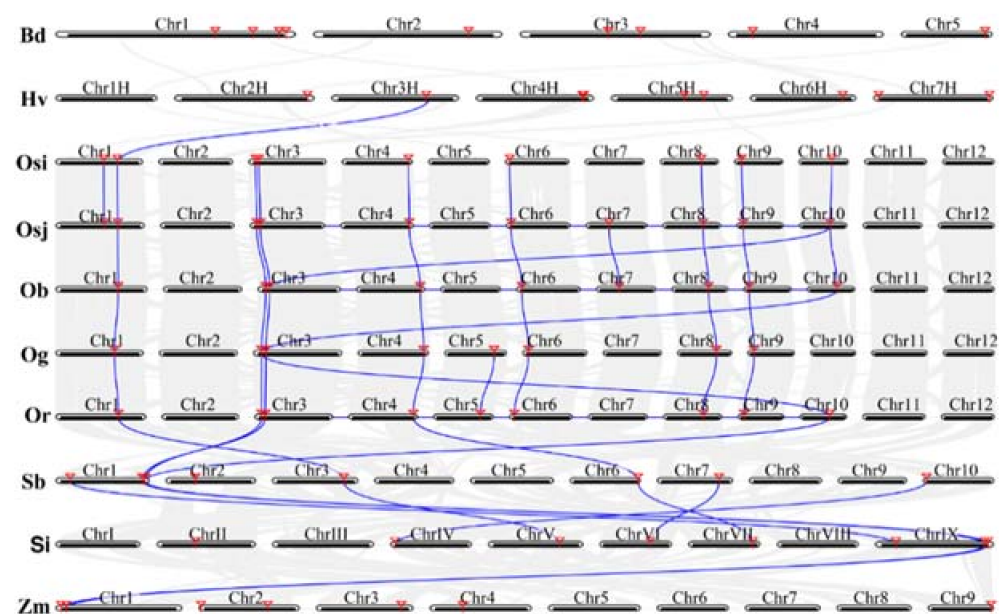 Bd Chr1 Chr2 Chr3 Chr4 Chr5
Hv Chr1H Chr2H Chr3H Chr4H Chr5H Chr6H Chr7H
Osi Chr1 Chr2 Chr3 Chr4 Chr5 Chr6 Chr7 Chr8 Chr9 Chr10 Chr11 Chr12
Osj Chr1 Chr2 Chr3 Chr4 Chr5 Chr6 Chr7 Chr8 Chr9 Chr10 Chr11 Chr12
Ob Chr1 Chr2 Chr3 Chr4 Chr5 Chr6 Chr7 Chr8 Chr9 Chr10 Chr11 Chr12
Og Chr1 Chr2 Chr3 Chr4 Chr5 Chr6 Chr7 Chr8 Chr9 Chr10 Chr11 Chr12
Or Chr1 Chr2 Chr3 Chr4 Chr5 Chr6 Chr7 Chr8 Chr9 Chr10 Chr11 Chr12
Sb Chr1 Chr2 Chr3 Chr4 Chr5 Chr6 Chr7 Chr8 Chr9 Chr10
Si ChrI ChrII ChrIII ChrIV ChrV ChrVI ChrVII ChrVIII ChrIX
Zm Chr1 Chr2 Chr3 Chr4 Chr5 Chr6 Chr7 Chr8 Chr9